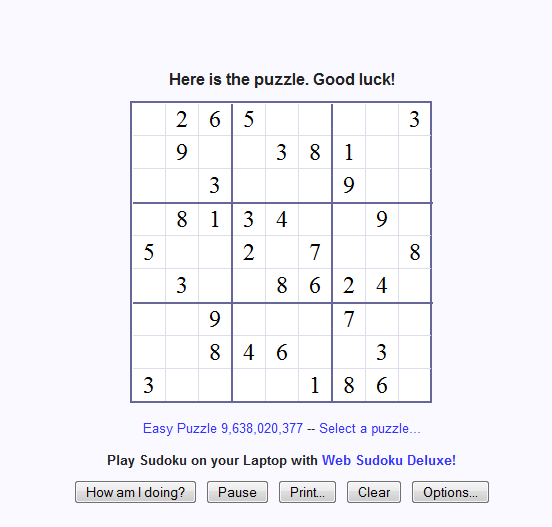 Here is the puzzle. Good luck!
2 6 5 3
9 3 8 1
3 9
8 1 3 4 9
5 2 7 8
3 8 6 2 4
9 7
8 4 6 3
3 1 8 6
Easy Puzzle 9,638,020,377 -- Select a puzzle...
Play Sudoku on your Laptop with Web Sudoku Deluxe!
How am I doing? Pause Print... Clear Options...